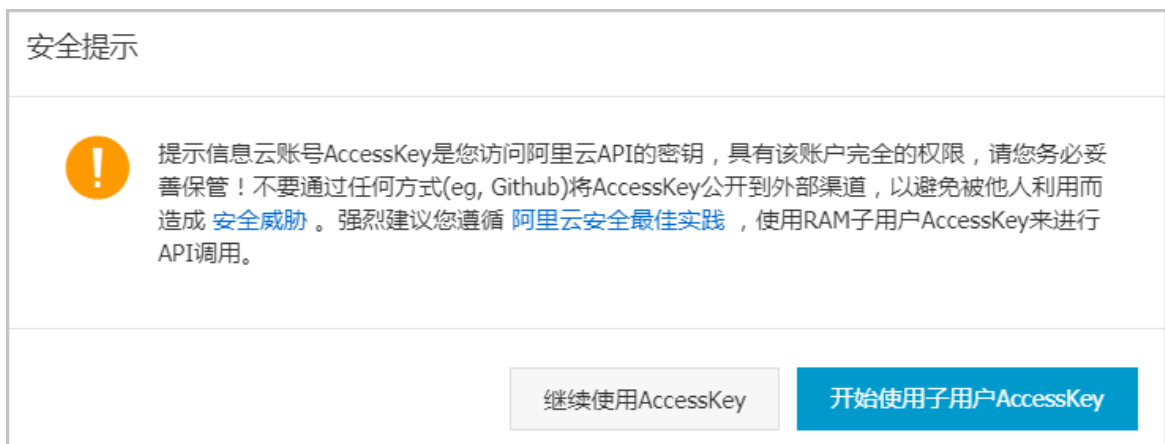 安全提示
提示信息云账号AccessKey是您访问阿里云API的密钥，具有该账户完全的权限，请您务必妥
善保管！不要通过任何方式(eg, Github)将AccessKey公开到外部渠道，以避免被他人利用而
造成 安全威胁 。强烈建议您遵循 阿里云安全最佳实践 ，使用RAM子用户AccessKey来进行
API调用。
继续使用AccessKey
开始使用子用户AccessKey